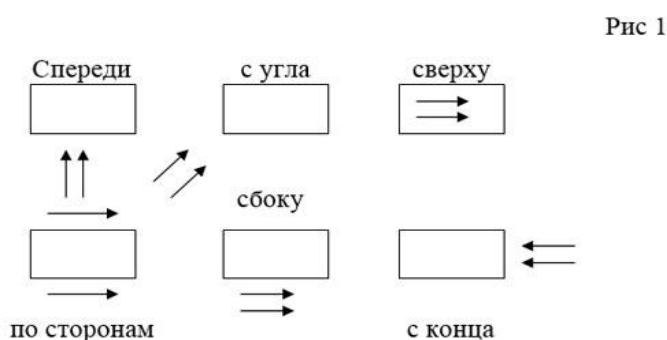 Рис 1
Спереди с угла сверху
сбоку
по сторонам с конца